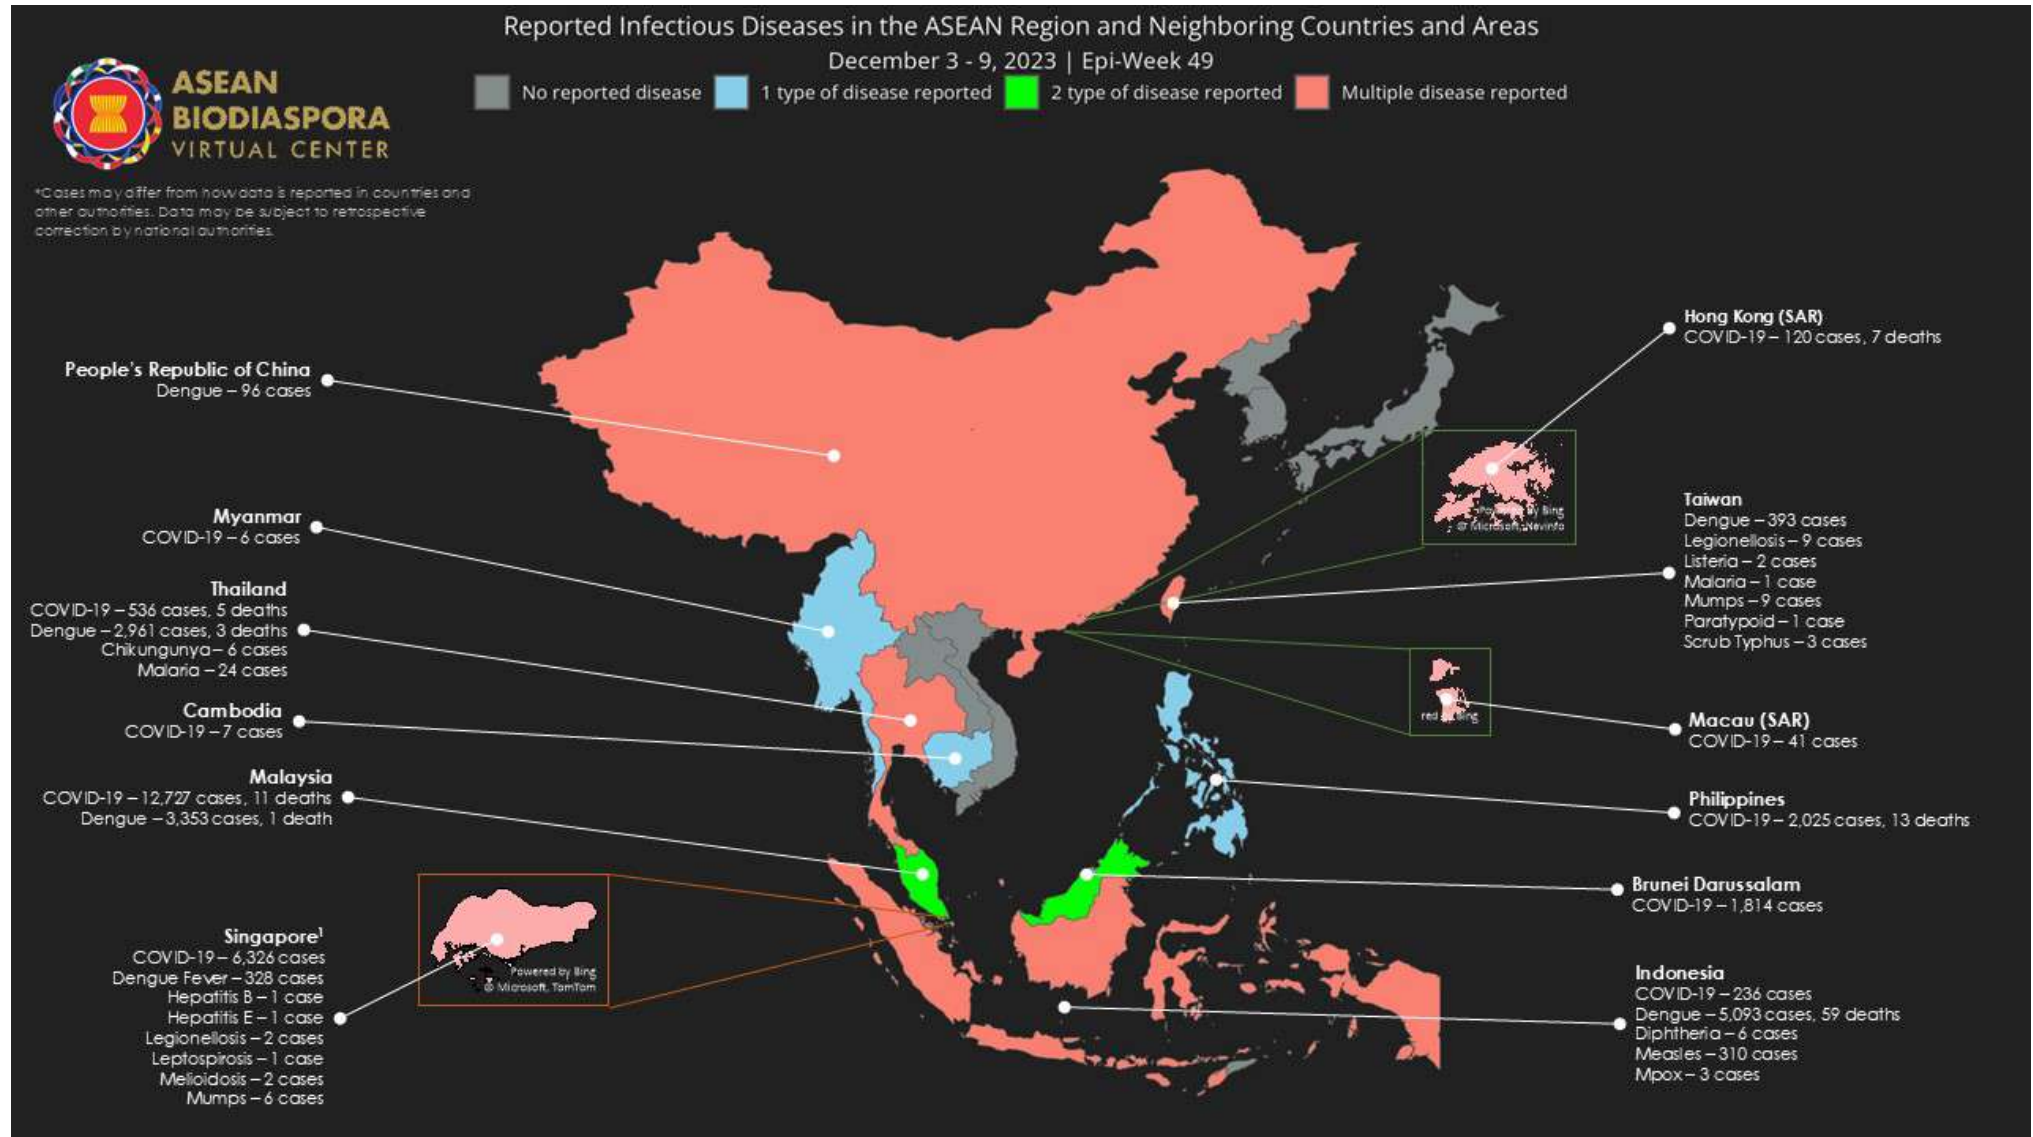 Reported Infectious Diseases in the ASEAN Region and Neighboring Countries and Areas
December 3 - 9, 2023 | Epi-Week 49
No reported disease
1 type of disease reported
2 type of disease reported
Multiple disease reported
ASEAN
BIODIASPORA
VIRTUAL CENTER
*Cases may differ from how data is reported in countries and
other authorities. Data may be subject to retrospective
correction by national authorities.
People's Republic of China
Dengue – 96 cases
Myanmar
COVID-19 – 6 cases
Thailand
COVID-19 – 536 cases, 5 deaths
Dengue – 2,961 cases, 3 deaths
Chikungunya – 6 cases
Malaria – 24 cases
Cambodia
COVID-19 – 7 cases
Malaysia
COVID-19 – 12,727 cases, 11 deaths
Dengue – 3,353 cases, 1 death
Singapore¹
COVID-19 – 6,326 cases
Dengue Fever – 328 cases
Hepatitis B – 1 case
Hepatitis E – 1 case
Legionellosis – 2 cases
Leptospirosis – 1 case
Melioidosis – 2 cases
Mumps – 6 cases
Powered by Bing
© Microsoft, TomTom
Hong Kong (SAR)
COVID-19 – 120 cases, 7 deaths
by Bing
© Microsoft, Navinfo
Taiwan
Dengue – 393 cases
Legionellosis – 9 cases
Listeria – 2 cases
Malaria – 1 case
Mumps – 9 cases
Paratypoid – 1 case
Scrub Typhus – 3 cases
Macau (SAR)
COVID-19 – 41 cases
Philippines
COVID-19 – 2,025 cases, 13 deaths
Brunei Darussalam
COVID-19 – 1,814 cases
Indonesia
COVID-19 – 236 cases
Dengue – 5,093 cases, 59 deaths
Diphtheria – 6 cases
Measles – 310 cases
Mpox – 3 cases